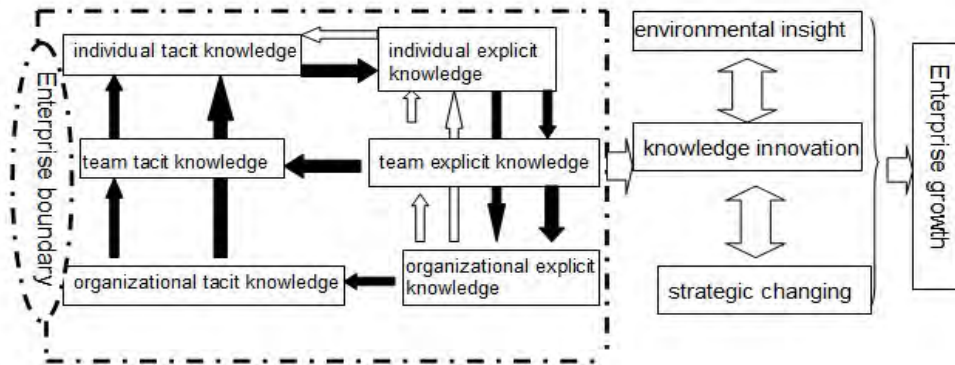 individual tacit knowledge
individual explicit
knowledge
environmental insight
Enterprise boundary
team tacit knowledge
team explicit knowledge
knowledge innovation
Enterprise growth
organizational tacit knowledge
organizational explicit
knowledge
strategic changing